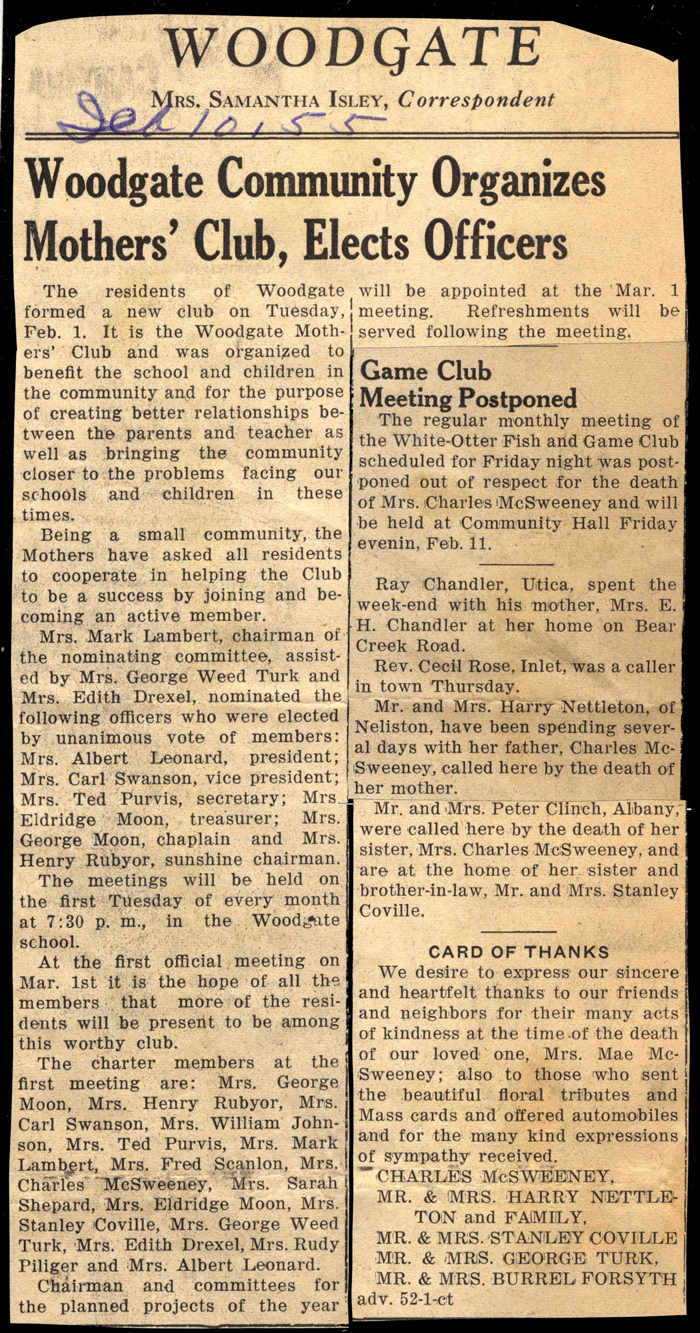 WOODGATE
MRS. SAMANTHA ISLEY, Correspondent
Feb 10, 55
Woodgate Community Organizes
Mothers' Club, Elects Officers
The residents of Woodgate
formed a new club on Tuesday,
Feb. 1. It is the Woodgate Moth-
ers' Club and was organized to
benefit the school and children in
the community and for the purpose
of creating better relationships be-
tween the parents and teacher as
well as bringing the community
closer to the problems facing our
schools and children in these
times.
Being a small community, the
Mothers have asked all residents
to cooperate in helping the Club
to be a success by joining and be-
coming an active member.
Mrs. Mark Lambert, chairman of
the nominating committee, assist-
ed by Mrs. George Weed Turk and
Mrs. Edith Drexel, nominated the
following officers who were elected
by unanimous vote of members:
Mrs. Albert Leonard, president;
Mrs. Carl Swanson, vice president;
Mrs. Ted Purvis, secretary; Mrs.
Eldridge Moon, treasurer; Mrs.
George Moon, chaplain and Mrs.
Henry Rubyor, sunshine chairman.
The meetings will be held on
the first Tuesday of every month
at 7:30 p. m., in the Woodgate
school.
At the first official meeting on
Mar. 1st it is the hope of all the
members that more of the resi-
dents will be present to be among
this worthy club.
The charter members at the
first meeting are: Mrs. George
Moon, Mrs. Henry Rubyor, Mrs.
Carl Swanson, Mrs. William John-
son, Mrs. Ted Purvis, Mrs. Mark
Lambert, Mrs. Fred Scanlon, Mrs.
Charles McSweeney, Mrs. Sarah
Shepard, Mrs. Eldridge Moon, Mrs.
Stanley Coville, Mrs. George Weed
Turk, Mrs. Edith Drexel, Mrs. Rudy
Piliger and Mrs. Albert Leonard.
Chairman and committees for
the planned projects of the year
will be appointed at the Mar. 1
meeting. Refreshments will be
served following the meeting.
Game Club
Meeting Postponed
The regular monthly meeting of
the White-Otter Fish and Game Club
scheduled for Friday night was post-
poned out of respect for the death
of Mrs. Charles McSweeney and will
be held at Community Hall Friday
evenin, Feb. 11.
Ray Chandler, Utica, spent the
week-end with his mother, Mrs. E.
H. Chandler at her home on Bear
Creek Road.
Rev. Cecil Rose, Inlet, was a caller
in town Thursday.
Mr. and Mrs. Harry Nettleton, of
Neliston, have been spending sever-
al days with her father, Charles Mc-
Sweeney, called here by the death of
her mother.
Mr. and Mrs. Peter Clinch, Albany,
were called here by the death of her
sister, Mrs. Charles McSweeney, and
are at the home of her sister and
brother-in-law, Mr. and Mrs. Stanley
Coville.
CARD OF THANKS
We desire to express our sincere
and heartfelt thanks to our friends
and neighbors for their many acts
of kindness at the time of the death
of our loved one, Mrs. Mae Mc-
Sweeney; also to those who sent
the beautiful floral tributes and
Mass cards and offered automobiles
and for the many kind expressions
of sympathy received.
CHARLES McSWEENEY,
MR. & MRS. HARRY NETTLE-
TON and FAMILY,
MR. & MRS. STANLEY COVILLE
MR. & MRS. GEORGE TURK,
MR. & MRS. BURREL FORSYTH
adv. 52-1-ct